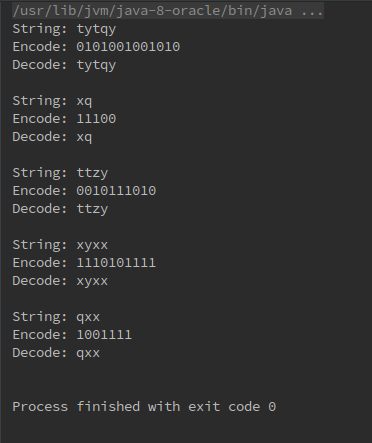 /usr/lib/jvm/java-8-oracle/bin/java ...
String: tytqy
Encode: 0101001001010
Decode: tytqy
String: xq
Encode: 11100
Decode: xq
String: ttzy
Encode: 0010111010
Decode: ttzy
String: xyxx
Encode: 1110101111
Decode: xyxx
String: qxx
Encode: 1001111
Decode: qxx
Process finished with exit code 0